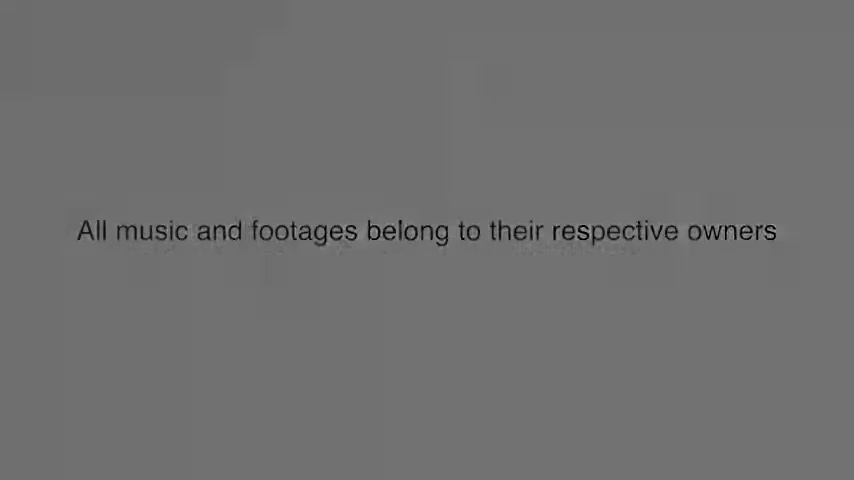 All music and footages belong to their respective owners